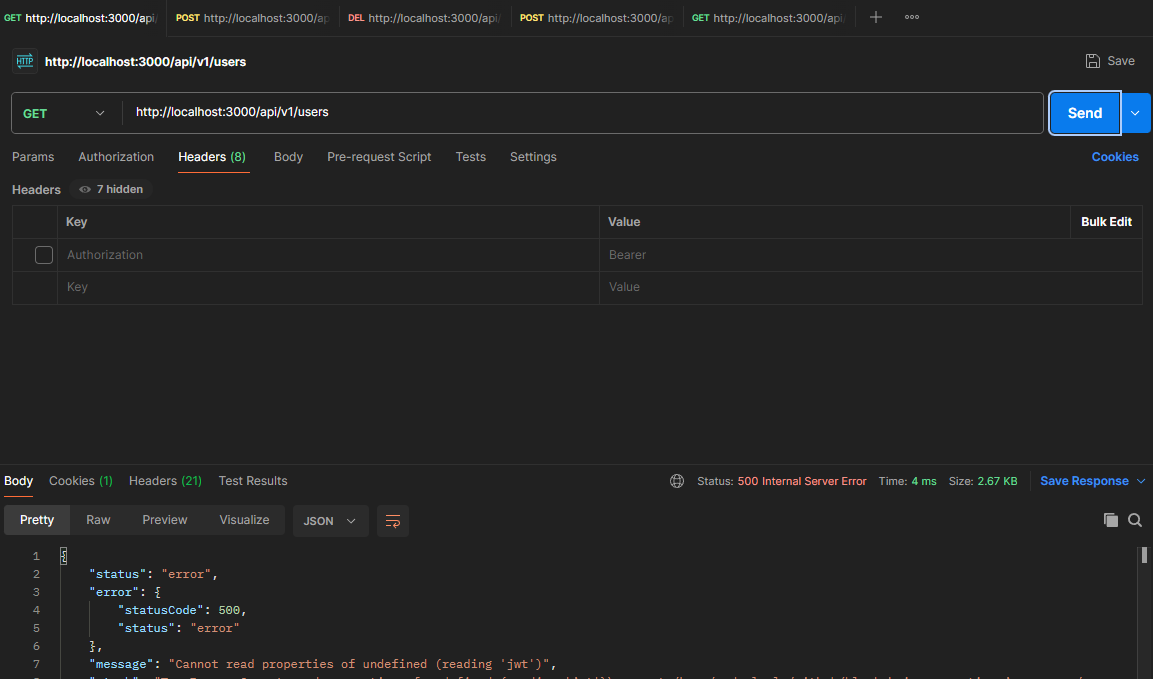 GET http://localhost:3000/api/ POST http://localhost:3000/ap DEL http://localhost:3000/api/ POST http://localhost:3000/ap GET http://localhost:3000/api/
HTTP http://localhost:3000/api/v1/users Save
GET http://localhost:3000/api/v1/users Send
Params Authorization Headers (8) Body Pre-request Script Tests Settings Cookies
Headers 7 hidden
Key Value Bulk Edit
Authorization Bearer
Key Value
Body Cookies (1) Headers (21) Test Results Status: 500 Internal Server Error Time: 4 ms Size: 2.67 KB Save Response
Pretty Raw Preview Visualize JSON
1 {
2 "status": "error",
3 "error": {
4 "statusCode": 500,
5 "status": "error"
6 },
7 "message": "Cannot read properties of undefined (reading 'jwt')",